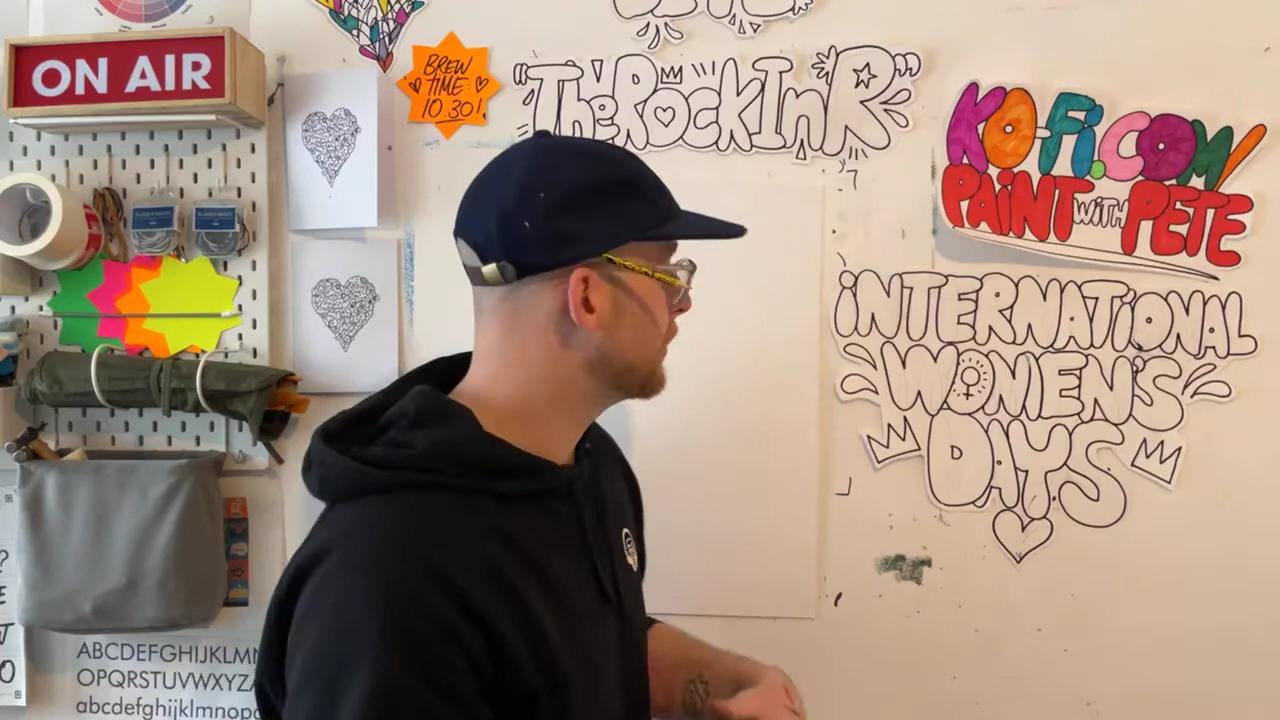 ON AIR
BREW
TIME:
10.30!
"TheRockInR"
KO-Fi.COM/
PAiNT WiTH PETE
iNTERNATiONAL
WOMEN'S
DAYS
ABCDEFGHIJKLMN
OPQRSTUVWXYZ
abcdefghijklmnop